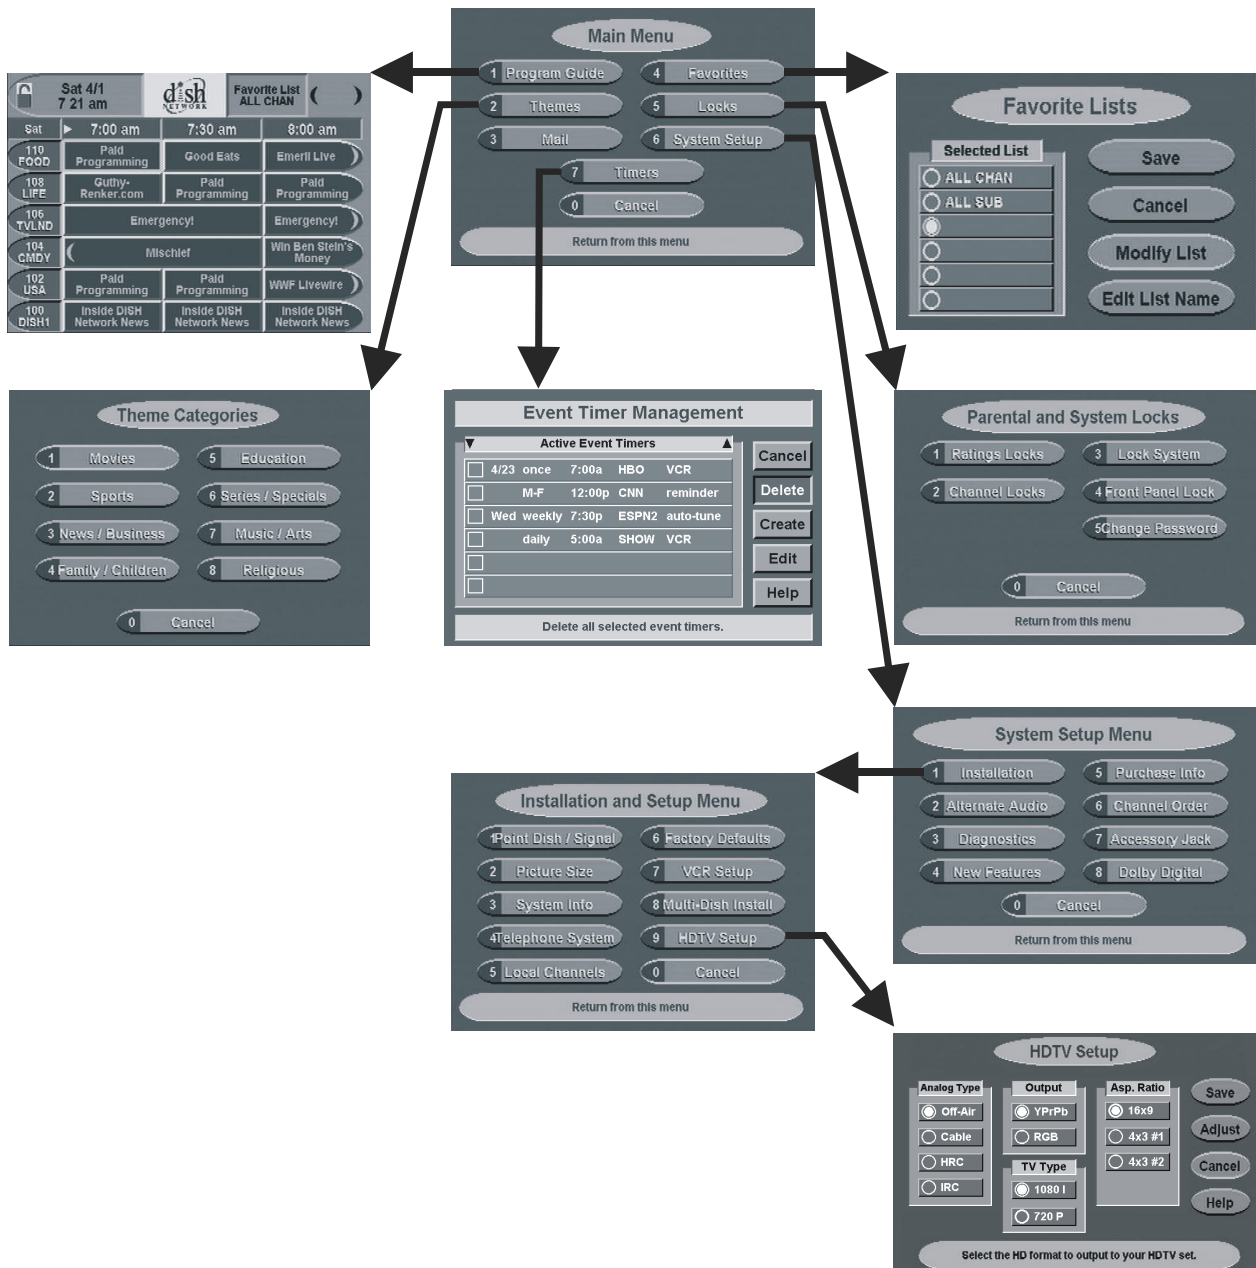 Main Menu
1 Program Guide
4 Favorites
2 Themes
5 Locks
3 Mail
6 System Setup
7 Timers
0 Cancel
Return from this menu
Sat 4/1
7 21 am
dish
NETWORK
Favorite List
ALL CHAN
Sat 7:00 am 7:30 am 8:00 am
110
FOOD
Paid
Programming
Good Eats
Emeril Live
108
LIFE
Guthy-
Renker.com
Paid
Programming
Paid
Programming
106
TVLND
Emergency!
Emergency!
104
CMDY
Mischief
Win Ben Stein's
Money
102
USA
Paid
Programming
Paid
Programming
WWF Livewire
100
DISH1
Inside DISH
Network News
Inside DISH
Network News
Inside DISH
Network News
Favorite Lists
Selected List
ALL CHAN
ALL SUB
Save
Cancel
Modify List
Edit List Name
Theme Categories
1 Movies
5 Education
2 Sports
6 Series / Specials
3 News / Business
7 Music / Arts
4 Family / Children
8 Religious
0 Cancel
Event Timer Management
Active Event Timers
4/23 once 7:00a HBO VCR
M-F 12:00p CNN reminder
Wed weekly 7:30p ESPN2 auto-tune
daily 5:00a SHOW VCR
Cancel
Delete
Create
Edit
Help
Delete all selected event timers.
Parental and System Locks
1 Ratings Locks
3 Lock System
2 Channel Locks
4 Front Panel Lock
5 Change Password
0 Cancel
Return from this menu
System Setup Menu
1 Installation
5 Purchase Info
2 Alternate Audio
6 Channel Order
3 Diagnostics
7 Accessory Jack
4 New Features
8 Dolby Digital
0 Cancel
Return from this menu
Installation and Setup Menu
1 Point Dish / Signal
6 Factory Defaults
2 Picture Size
7 VCR Setup
3 System Info
8 Multi-Dish Install
4 Telephone System
9 HDTV Setup
5 Local Channels
0 Cancel
Return from this menu
HDTV Setup
Analog Type
Off-Air
Cable
HRC
IRC
Output
YPrPb
RGB
TV Type
1080 I
720 P
Asp. Ratio
16x9
4x3 #1
4x3 #2
Save
Adjust
Cancel
Help
Select the HD format to output to your HDTV set.